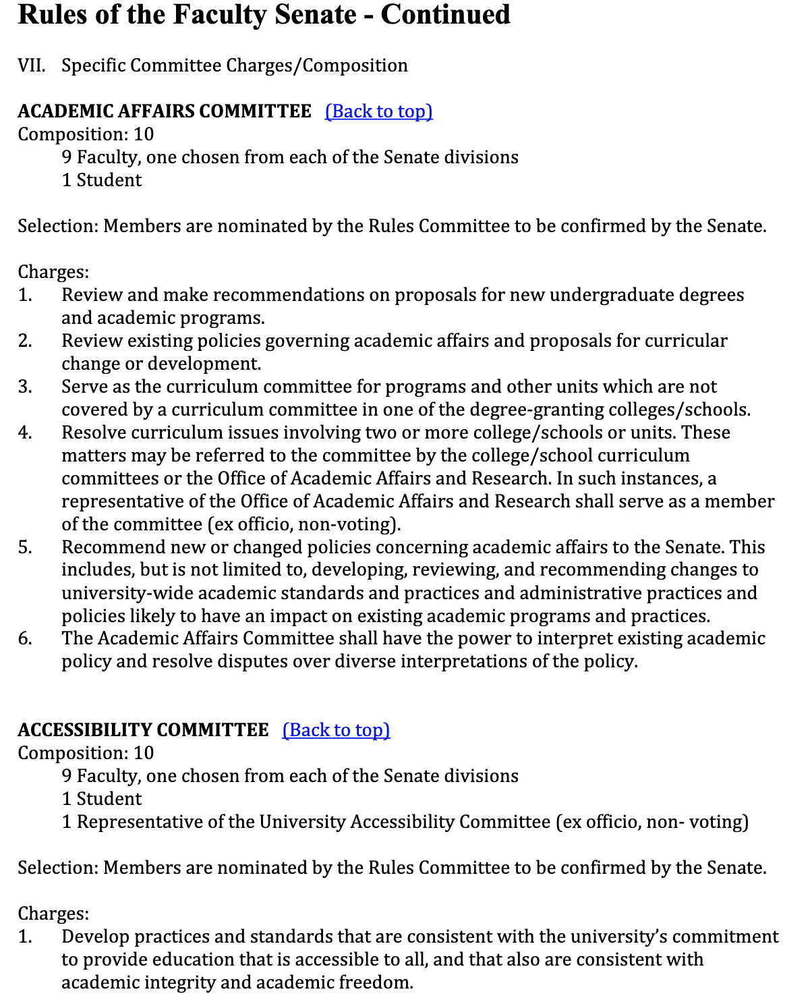 Rules of the Faculty Senate - Continued
VII. Specific Committee Charges/Composition
ACADEMIC AFFAIRS COMMITTEE (Back to top)
Composition: 10
9 Faculty, one chosen from each of the Senate divisions
1 Student
Selection: Members are nominated by the Rules Committee to be confirmed by the Senate.
Charges:
1. Review and make recommendations on proposals for new undergraduate degrees
and academic programs.
2. Review existing policies governing academic affairs and proposals for curricular
change or development.
3. Serve as the curriculum committee for programs and other units which are not
covered by a curriculum committee in one of the degree-granting colleges/schools.
4. Resolve curriculum issues involving two or more college/schools or units. These
matters may be referred to the committee by the college/school curriculum
committees or the Office of Academic Affairs and Research. In such instances, a
representative of the Office of Academic Affairs and Research shall serve as a member
of the committee (ex officio, non-voting).
5. Recommend new or changed policies concerning academic affairs to the Senate. This
includes, but is not limited to, developing, reviewing, and recommending changes to
university-wide academic standards and practices and administrative practices and
policies likely to have an impact on existing academic programs and practices.
6. The Academic Affairs Committee shall have the power to interpret existing academic
policy and resolve disputes over diverse interpretations of the policy.
ACCESSIBILITY COMMITTEE (Back to top)
Composition: 10
9 Faculty, one chosen from each of the Senate divisions
1 Student
1 Representative of the University Accessibility Committee (ex officio, non- voting)
Selection: Members are nominated by the Rules Committee to be confirmed by the Senate.
Charges:
1. Develop practices and standards that are consistent with the university’s commitment
to provide education that is accessible to all, and that also are consistent with
academic integrity and academic freedom.